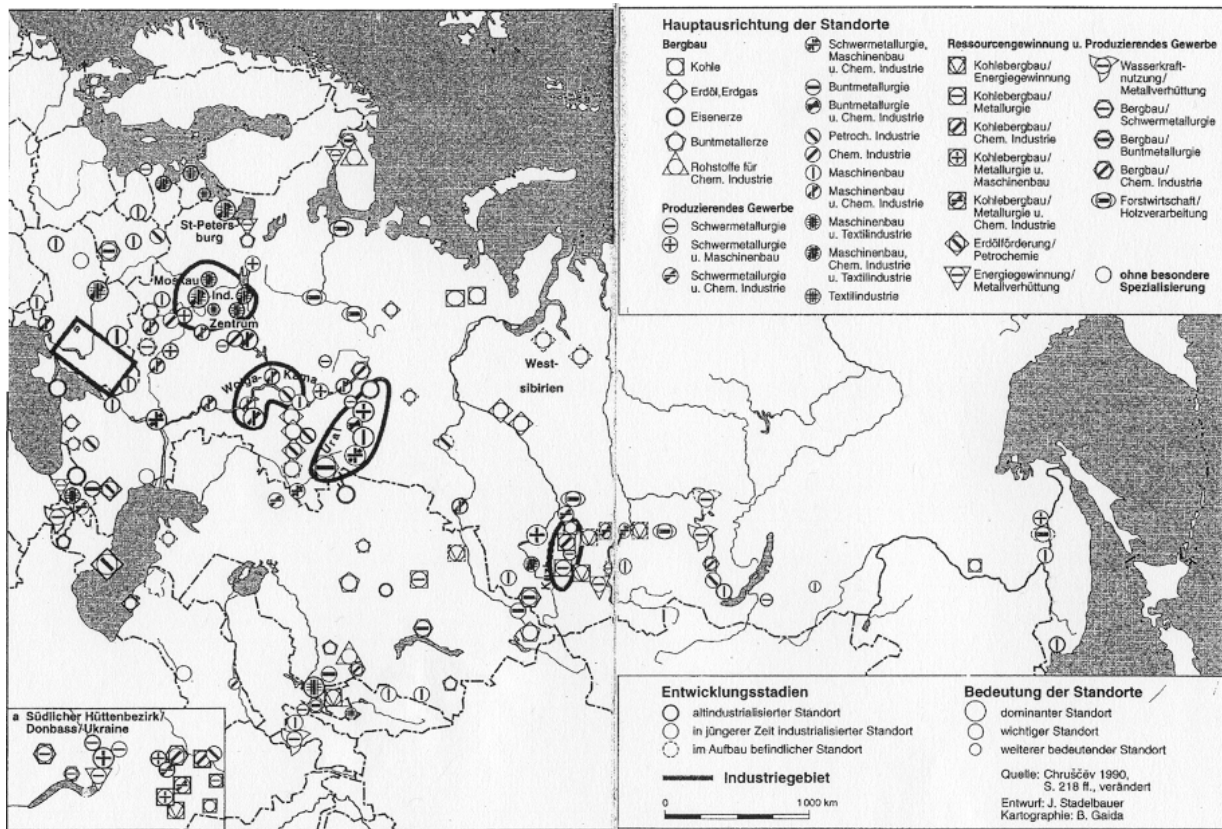 Hauptausrichtung der Standorte
Bergbau
Kohle
Erdöl, Erdgas
Eisenerze
Buntmetallerze
Rohstoffe für
Chem. Industrie
Produzierendes Gewerbe
Schwermetallurgie
Schwermetallurgie
u. Maschinenbau
Schwermetallurgie
u. Chem. Industrie
Schwermetallurgie,
Maschinenbau
u. Chem. Industrie
Buntmetallurgie
Buntmetallurgie
u. Chem. Industrie
Petroch. Industrie
Chem. Industrie
Maschinenbau
Maschinenbau
u. Chem. Industrie
Maschinenbau
u. Textilindustrie
Maschinenbau,
Chem. Industrie
u. Textilindustrie
Textilindustrie
Ressourcengewinnung u. Produzierendes Gewerbe
Kohlebergbau/
Energiegewinnung
Kohlebergbau/
Metallurgie
Kohlebergbau/
Chem. Industrie
Kohlebergbau/
Metallurgie u.
Maschinenbau
Kohlebergbau/
Metallurgie u.
Chem. Industrie
Erdölförderung/
Petrochemie
Energiegewinnung/
Metallverhüttung
Wasserkraft-
nutzung/
Metallverhüttung
Bergbau/
Schwermetallurgie
Bergbau/
Buntmetallurgie
Bergbau/
Chem. Industrie
Forstwirtschaft/
Holzverarbeitung
ohne besondere
Spezialisierung
St-Peters-
burg
Moskau
Ind.
Zentrum
Wolga-
Kama
Ural
West-
sibirien
a
a Südlicher Hüttenbezirk/
Donbass/Ukraine
Entwicklungsstadien
altindustrialisierter Standort
in jüngerer Zeit industrialisierter Standort
im Aufbau befindlicher Standort
Industriegebiet
0 1000 km
Bedeutung der Standorte
dominanter Standort
wichtiger Standort
weiterer bedeutender Standort
Quelle: Chruščëv 1990,
S. 218 ff., verändert
Entwurf: J. Stadelbauer
Kartographie: B. Gaida